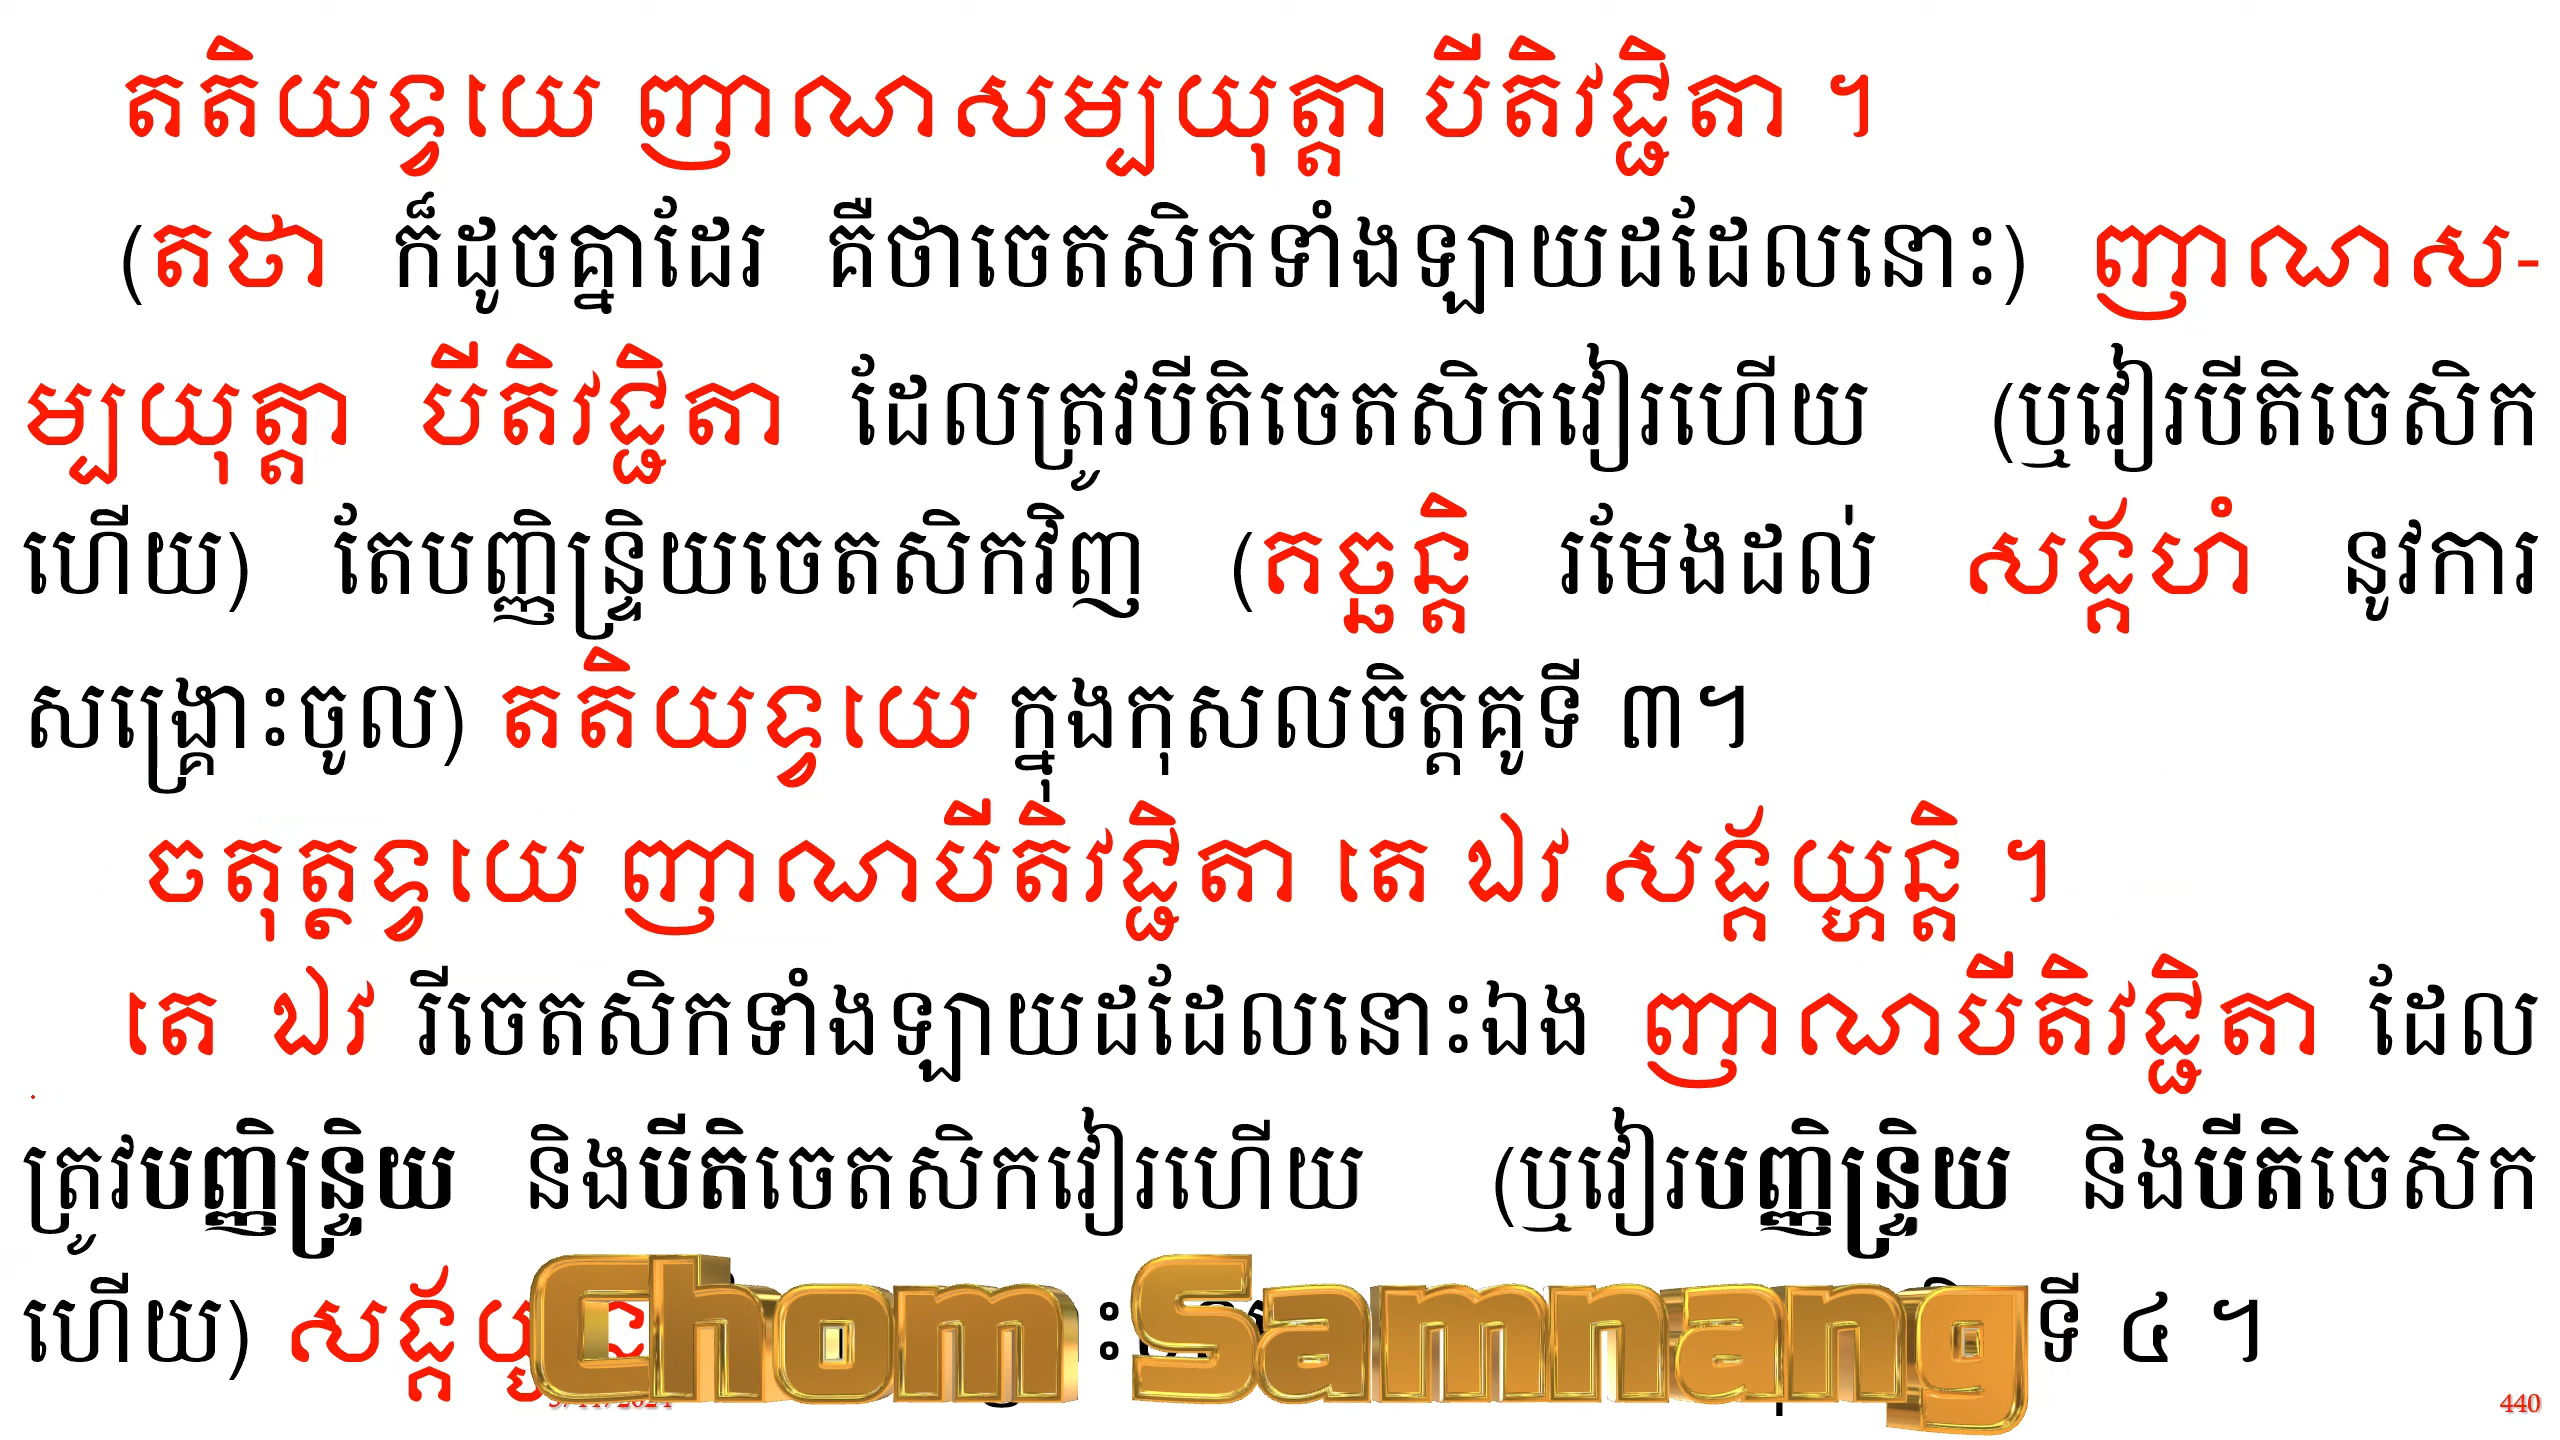 តតិយទ្វយេ ញាណសម្បយុត្តា បីតិវជ្ជិតា ។
(តថា ក៏ដូចគ្នាដែរ គឺថាចេតសិកទាំងឡាយដដែលនោះ) ញាណស-
ម្បយុត្តា បីតិវជ្ជិតា ដែលត្រូវបីតិចេតសិកវៀរហើយ (ឬវៀរបីតិចេសិក
ហើយ) តែបញ្ញិន្ទ្រិយចេតសិកវិញ (គច្ឆន្តិ រមែងដល់ សង្គ័ហំ នូវការ
សង្គ្រោះចូល) តតិយទ្វយេ ក្នុងកុសលចិត្តគូទី ៣។
ចតុត្ថទ្វយេ ញាណបីតិវជ្ជិតា តេ ឯវ សង្គ័យ្ហន្តិ ។
តេ ឯវ រីចេតសិកទាំងឡាយដដែលនោះឯង ញាណបីតិវជ្ជិតា ដែល
ត្រូវបញ្ញិន្ទ្រិយ និងបីតិចេតសិកវៀរហើយ (ឬវៀរបញ្ញិន្ទ្រិយ និងបីតិចេសិក
ហើយ) ទី ៤ ។
Chom Samnang
440